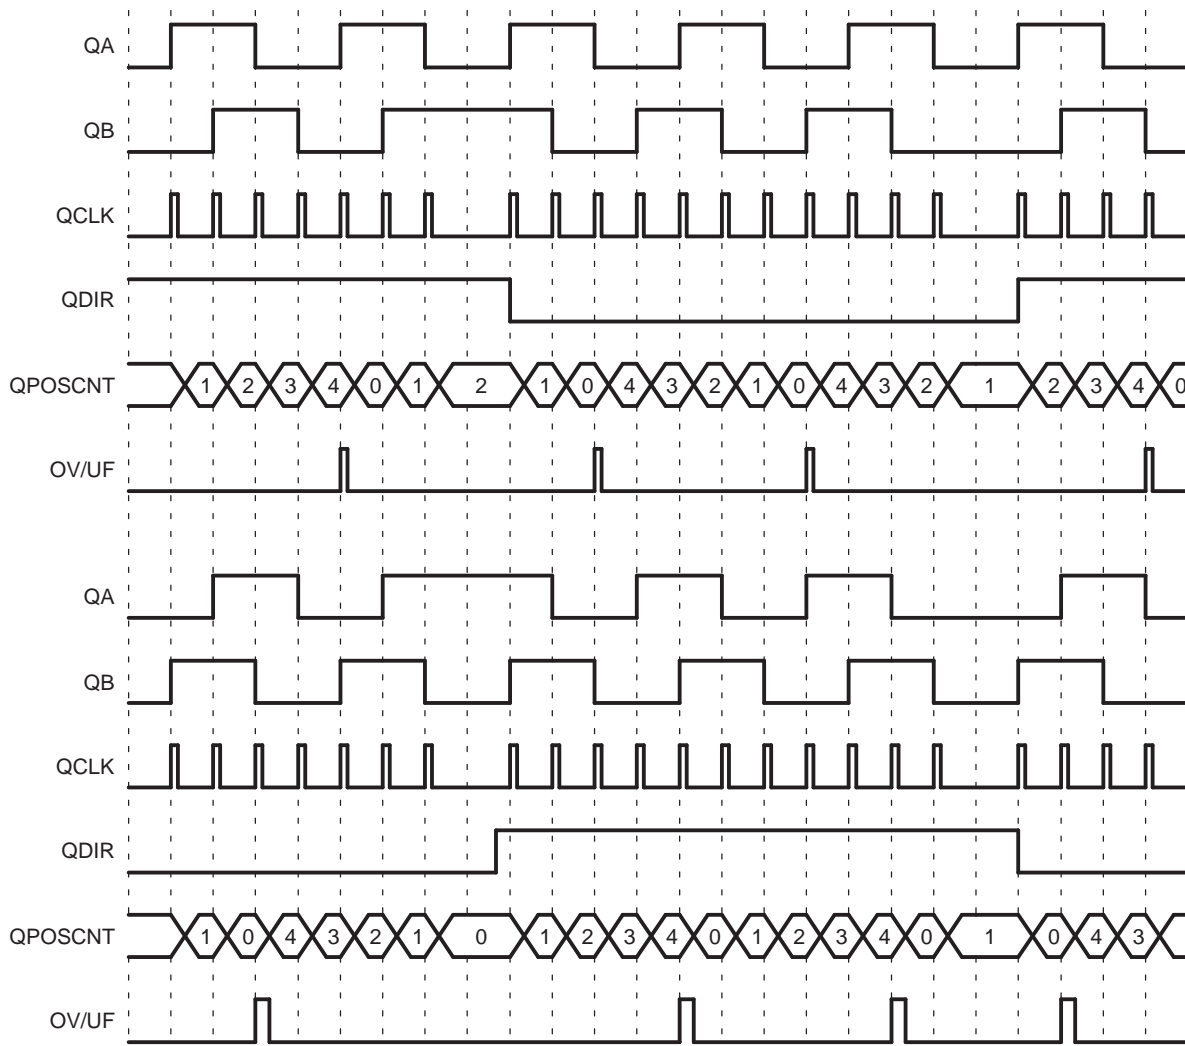 QA
QB
QCLK
QDIR
QPOSCNT 1 2 3 4 0 1 2 1 0 4 3 2 1 0 4 3 2 1 2 3 4 0
OV/UF
QA
QB
QCLK
QDIR
QPOSCNT 1 0 4 3 2 1 0 1 2 3 4 0 1 2 3 4 0 1 0 4 3
OV/UF